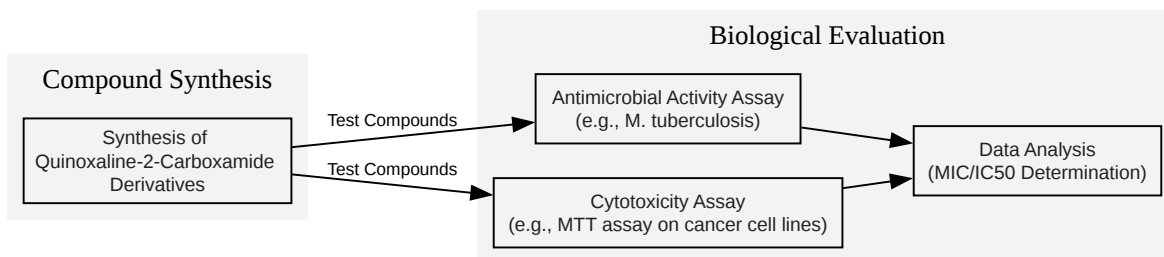 Compound Synthesis
Synthesis of
Quinoxaline-2-Carboxamide
Derivatives
Test Compounds
Test Compounds
Biological Evaluation
Antimicrobial Activity Assay
(e.g., M. tuberculosis)
Cytotoxicity Assay
(e.g., MTT assay on cancer cell lines)
Data Analysis
(MIC/IC50 Determination)